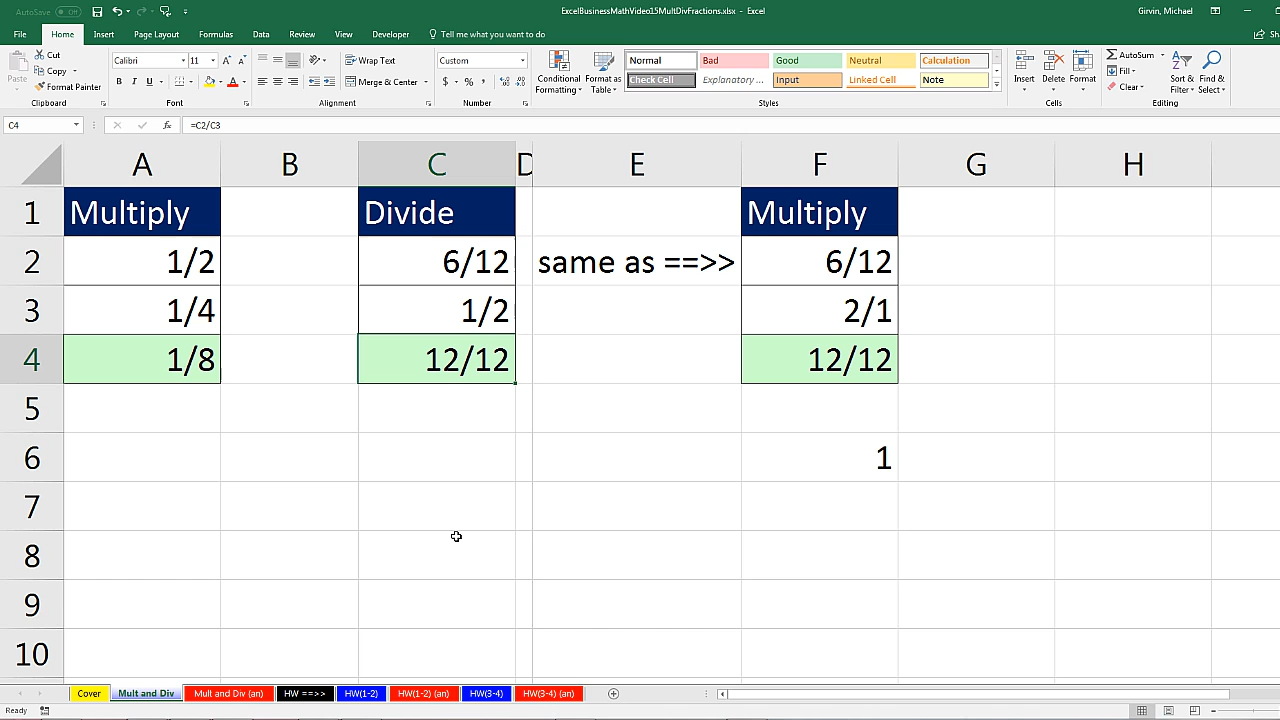 AutoSave Off
ExcelBusinessMathVideo15MultDivFractions.xlsx - Excel
Girvin, Michael
File Home Insert Page Layout Formulas Data Review View Developer Tell me what you want to do
Paste
Cut
Copy
Format Painter
Clipboard
Calibri 11
B I U
Font
Wrap Text
Merge & Center
Alignment
Custom
$ % ,
Number
Conditional Formatting
Format as Table
Normal Bad Good Neutral Calculation
Check Cell Explanatory ... Input Linked Cell Note
Styles
Insert Delete Format
Cells
AutoSum
Fill
Clear
Sort & Filter
Find & Select
Editing
C4 fx =C2/C3
A B C D E F G H
1 Multiply Divide Multiply
2 1/2 6/12 same as ==>> 6/12
3 1/4 1/2 2/1
4 1/8 12/12 12/12
5
6 1
7
8
9
10
Cover Mult and Div Mult and Div (an) HW ==>> HW(1-2) HW(1-2) (an) HW(3-4) HW(3-4) (an)
Ready